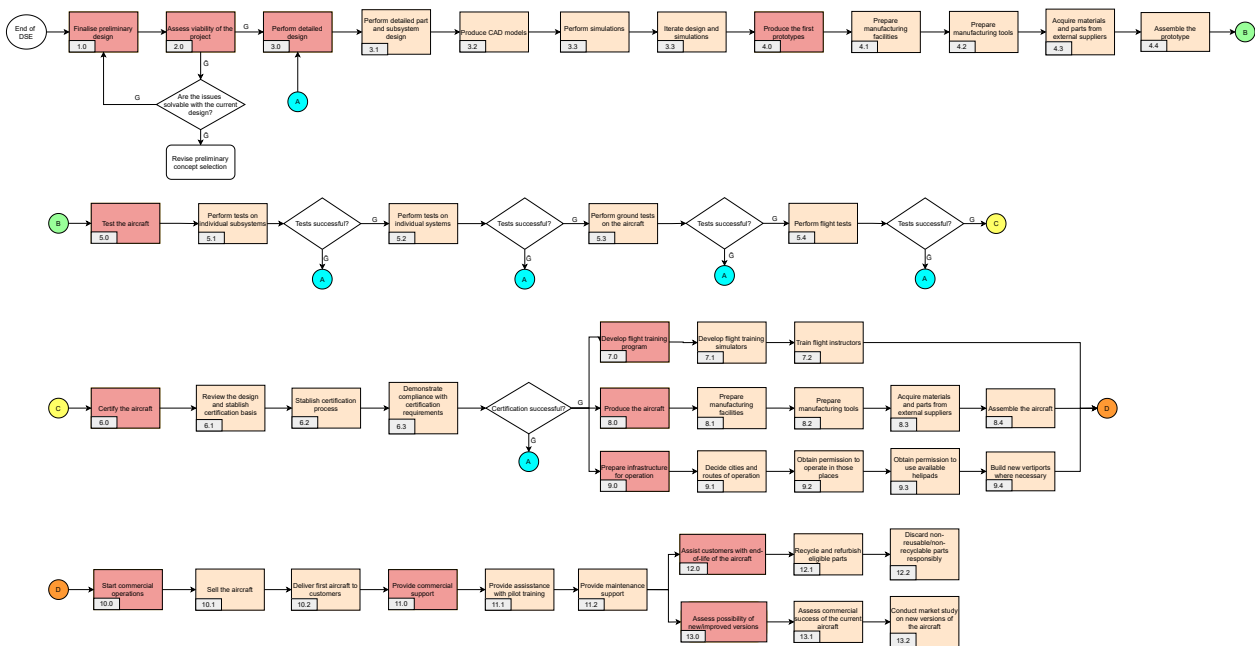 End of
DSE
Finalise preliminary
design
1.0
Assess viability of the
project
2.0
G
Perform detailed
design
3.0
Perform detailed part
and subsystem
design
3.1
Produce CAD models
3.2
Perform simulations
3.3
Iterate design and
simulations
3.3
Produce the first
prototypes
4.0
Prepare
manufacturing
facilities
4.1
Prepare
manufacturing tools
4.2
Acquire materials
and parts from
external suppliers
4.3
Assemble the
prototype
4.4
B
Ḡ
G
Are the issues
solvable with the current
design?
A
Ḡ
Revise preliminary
concept selection
B
Test the aircraft
5.0
Perform tests on
individual subsystems
5.1
Tests successful?
G
Perform tests on
individual systems
5.2
Tests successful?
G
Perform ground tests
on the aircraft
5.3
Tests successful?
G
Perform flight tests
5.4
Tests successful?
G
C
Ḡ
A
Ḡ
A
Ḡ
A
Ḡ
A
Develop flight training
program
7.0
Develop flight training
simulators
7.1
Train flight instructors
7.2
C
Certify the aircraft
6.0
Review the design
and stablish
certification basis
6.1
Stablish certification
process
6.2
Demonstrate
compliance with
certification
requirements
6.3
Certification successful?
G
Ḡ
A
Produce the aircraft
8.0
Prepare
manufacturing
facilities
8.1
Prepare
manufacturing tools
8.2
Acquire materials
and parts from
external suppliers
8.3
Assemble the aircraft
8.4
D
Prepare infrastructure
for operation
9.0
Decide cities and
routes of operation
9.1
Obtain permission to
operate in those
places
9.2
Obtain permission to
use available
helipads
9.3
Build new vertiports
where necessary
9.4
D
Start commercial
operations
10.0
Sell the aircraft
10.1
Deliver first aircraft to
customers
10.2
Provide commercial
support
11.0
Provide assisstance
with pilot training
11.1
Provide maintenance
support
11.2
Assist customers with end-
of-life of the aircraft
12.0
Recycle and refurbish
eligible parts
12.1
Discard non-
reusable/non-
recyclable parts
responsibly
12.2
Assess possibility of
new/improved versions
13.0
Assess commercial
success of the current
aircraft
13.1
Conduct market study
on new versions of
the aircraft
13.2